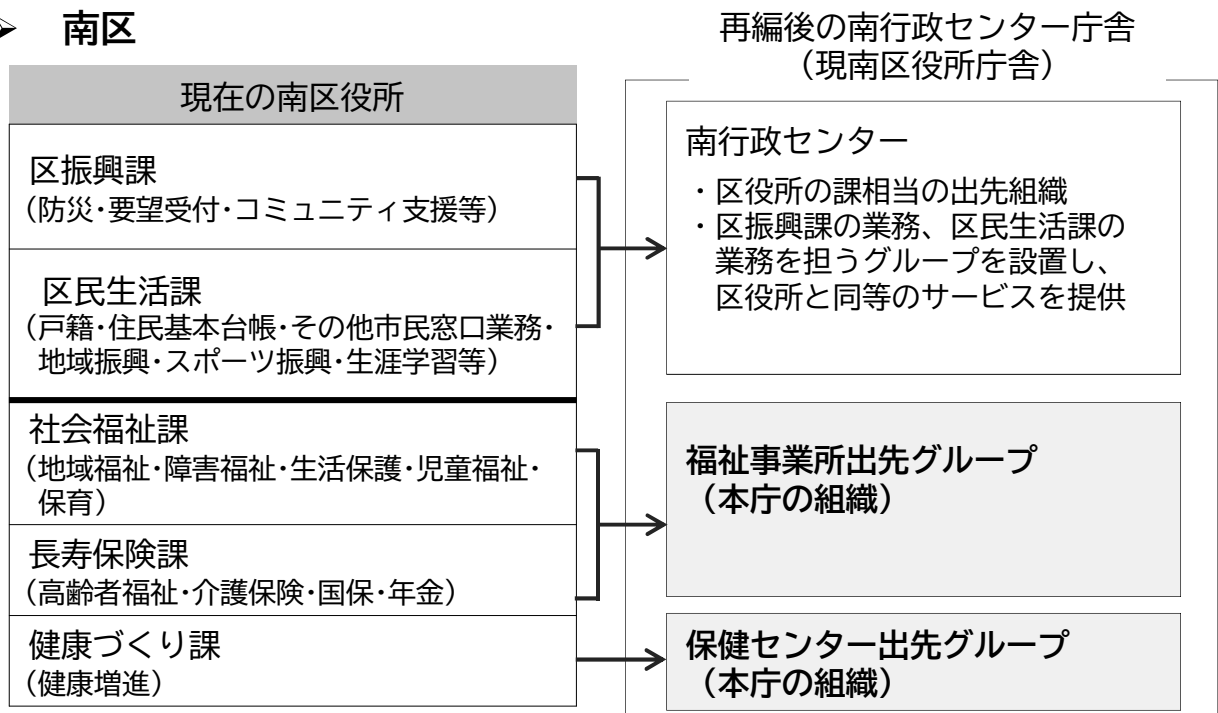 ➢ 南区
現在の南区役所
区振興課
（防災・要望受付・コミュニティ支援等）
区民生活課
（戸籍・住民基本台帳・その他市民窓口業務・
地域振興・スポーツ振興・生涯学習等）
社会福祉課
（地域福祉・障害福祉・生活保護・児童福祉・
保育）
長寿保険課
（高齢者福祉・介護保険・国保・年金）
健康づくり課
（健康増進）
再編後の南行政センター庁舎
（現南区役所庁舎）
南行政センター
・区役所の課相当の出先組織
・区振興課の業務、区民生活課の
業務を担うグループを設置し、
区役所と同等のサービスを提供
福祉事業所出先グループ
（本庁の組織）
保健センター出先グループ
（本庁の組織）